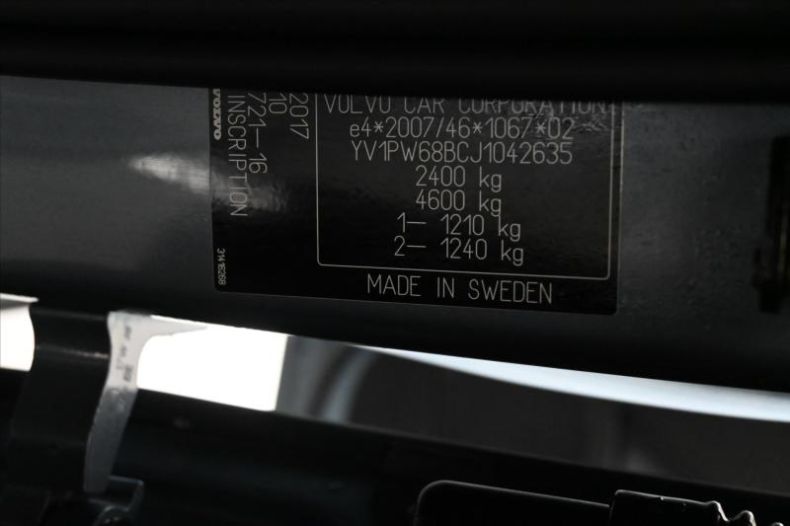 VOLVO CAR CORPORATION
e4*2007/46*1067*02
YV1PW68BCJ1042635
2400 kg
4600 kg
1— 1210 kg
2— 1240 kg
MADE IN SWEDEN
2017
10
721—16
INSCRIPTION
VOLVO